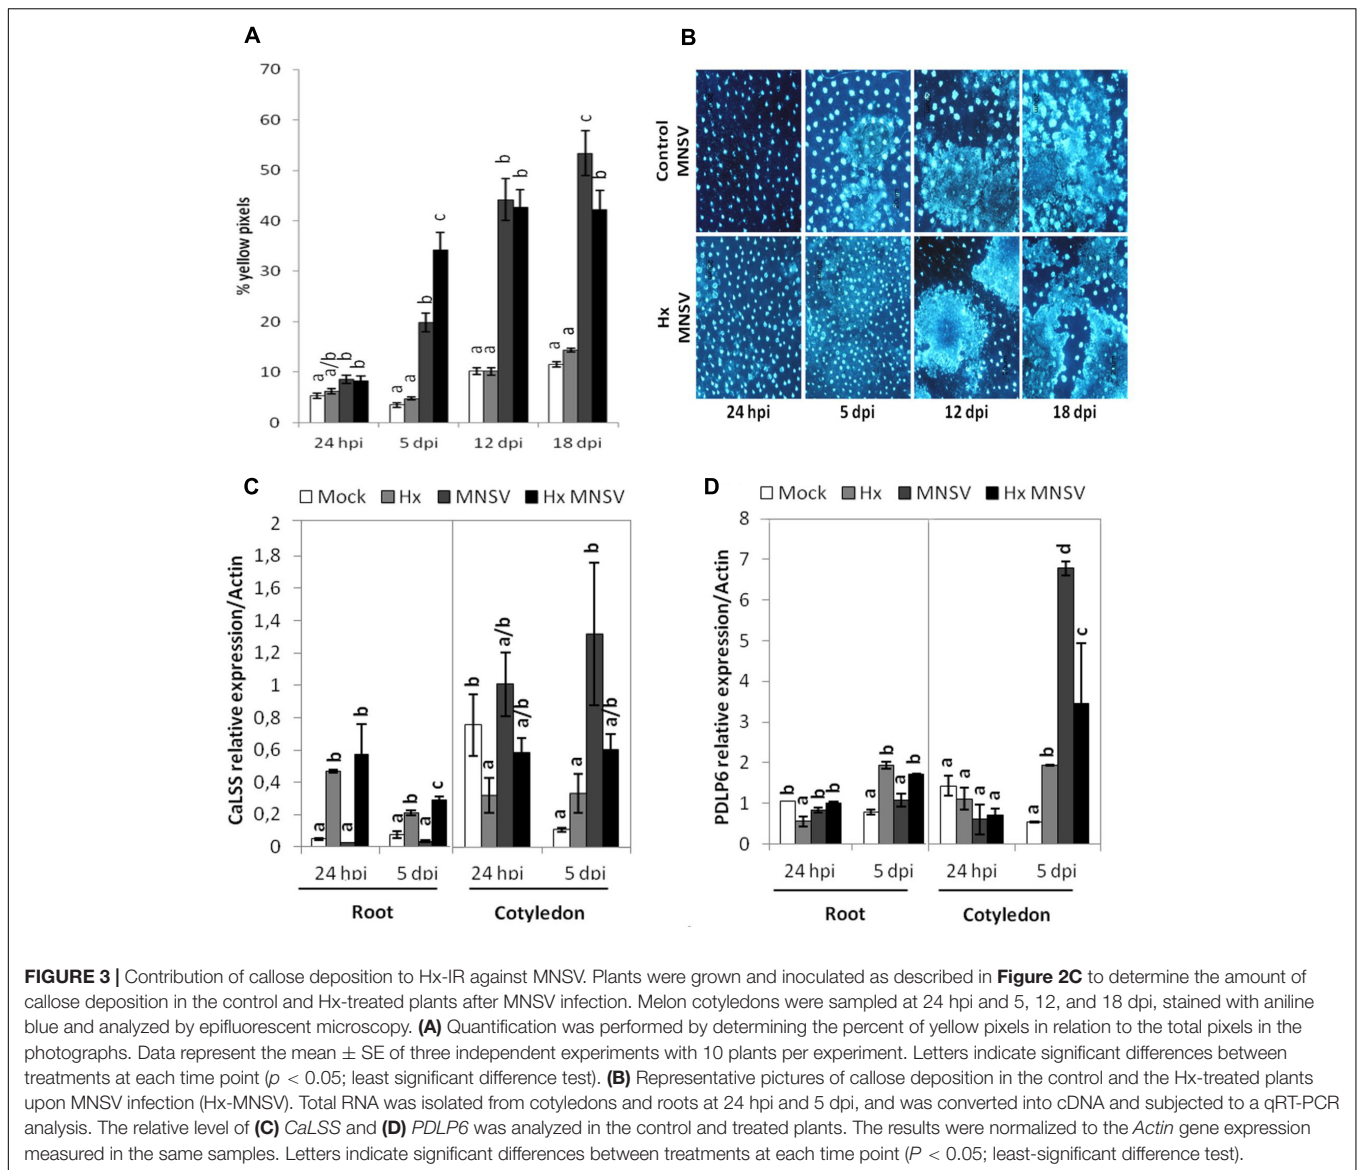 A
% yellow pixels
70
60
50
40
30
20
10
0
a
a/b
b
b
a
a
b
c
a
a
b
b
a
a
c
b
24 hpi 5 dpi 12 dpi 18 dpi
B
Control
MNSV
Hx
MNSV
24 hpi 5 dpi 12 dpi 18 dpi
C
Mock Hx MNSV Hx MNSV
CaLSS relative expression/Actin
2
1,8
1,6
1,4
1,2
1
0,8
0,6
0,4
0,2
0
a
b
a
b
a
b
a
c
b
a
a/b
a/b
a
a
b
a/b
24 hpi 5 dpi 24 hpi 5 dpi
Root Cotyledon
D
Mock Hx MNSV Hx MNSV
PDLP6 relative expression/Actin
8
7
6
5
4
3
2
1
0
b
a
b
b
a
b
a
b
a
a
a
a
a
b
d
c
24 hpi 5 dpi 24 hpi 5 dpi
Root Cotyledon
FIGURE 3 | Contribution of callose deposition to Hx-IR against MNSV. Plants were grown and inoculated as described in Figure 2C to determine the amount of
callose deposition in the control and Hx-treated plants after MNSV infection. Melon cotyledons were sampled at 24 hpi and 5, 12, and 18 dpi, stained with aniline
blue and analyzed by epifluorescent microscopy. (A) Quantification was performed by determining the percent of yellow pixels in relation to the total pixels in the
photographs. Data represent the mean ± SE of three independent experiments with 10 plants per experiment. Letters indicate significant differences between
treatments at each time point (p < 0.05; least significant difference test). (B) Representative pictures of callose deposition in the control and the Hx-treated plants
upon MNSV infection (Hx-MNSV). Total RNA was isolated from cotyledons and roots at 24 hpi and 5 dpi, and was converted into cDNA and subjected to a qRT-PCR
analysis. The relative level of (C) CaLSS and (D) PDLP6 was analyzed in the control and treated plants. The results were normalized to the Actin gene expression
measured in the same samples. Letters indicate significant differences between treatments at each time point (P < 0.05; least-significant difference test).